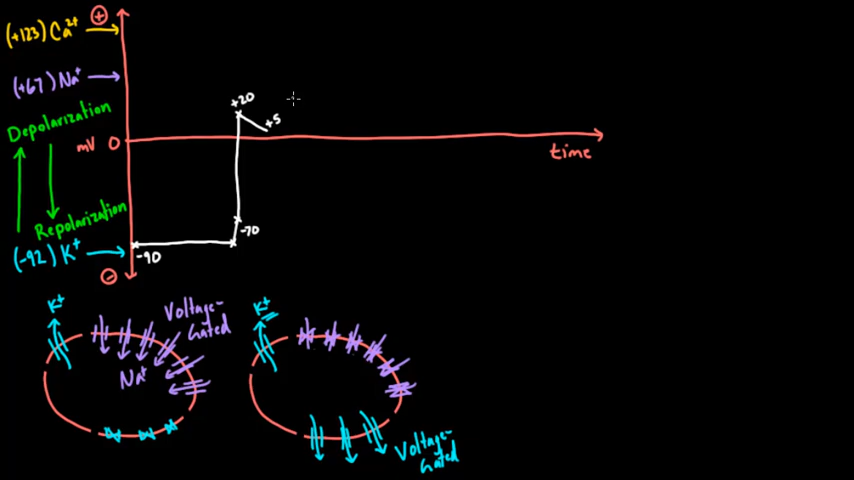 (+123) Ca²⁺
+
(+67) Na⁺
Depolarization
+20
+5
mV 0
time
Repolarization
-70
(-92) K⁺
-90
-
K⁺
Voltage-
Gated
Na⁺
K⁺
Voltage-
Gated